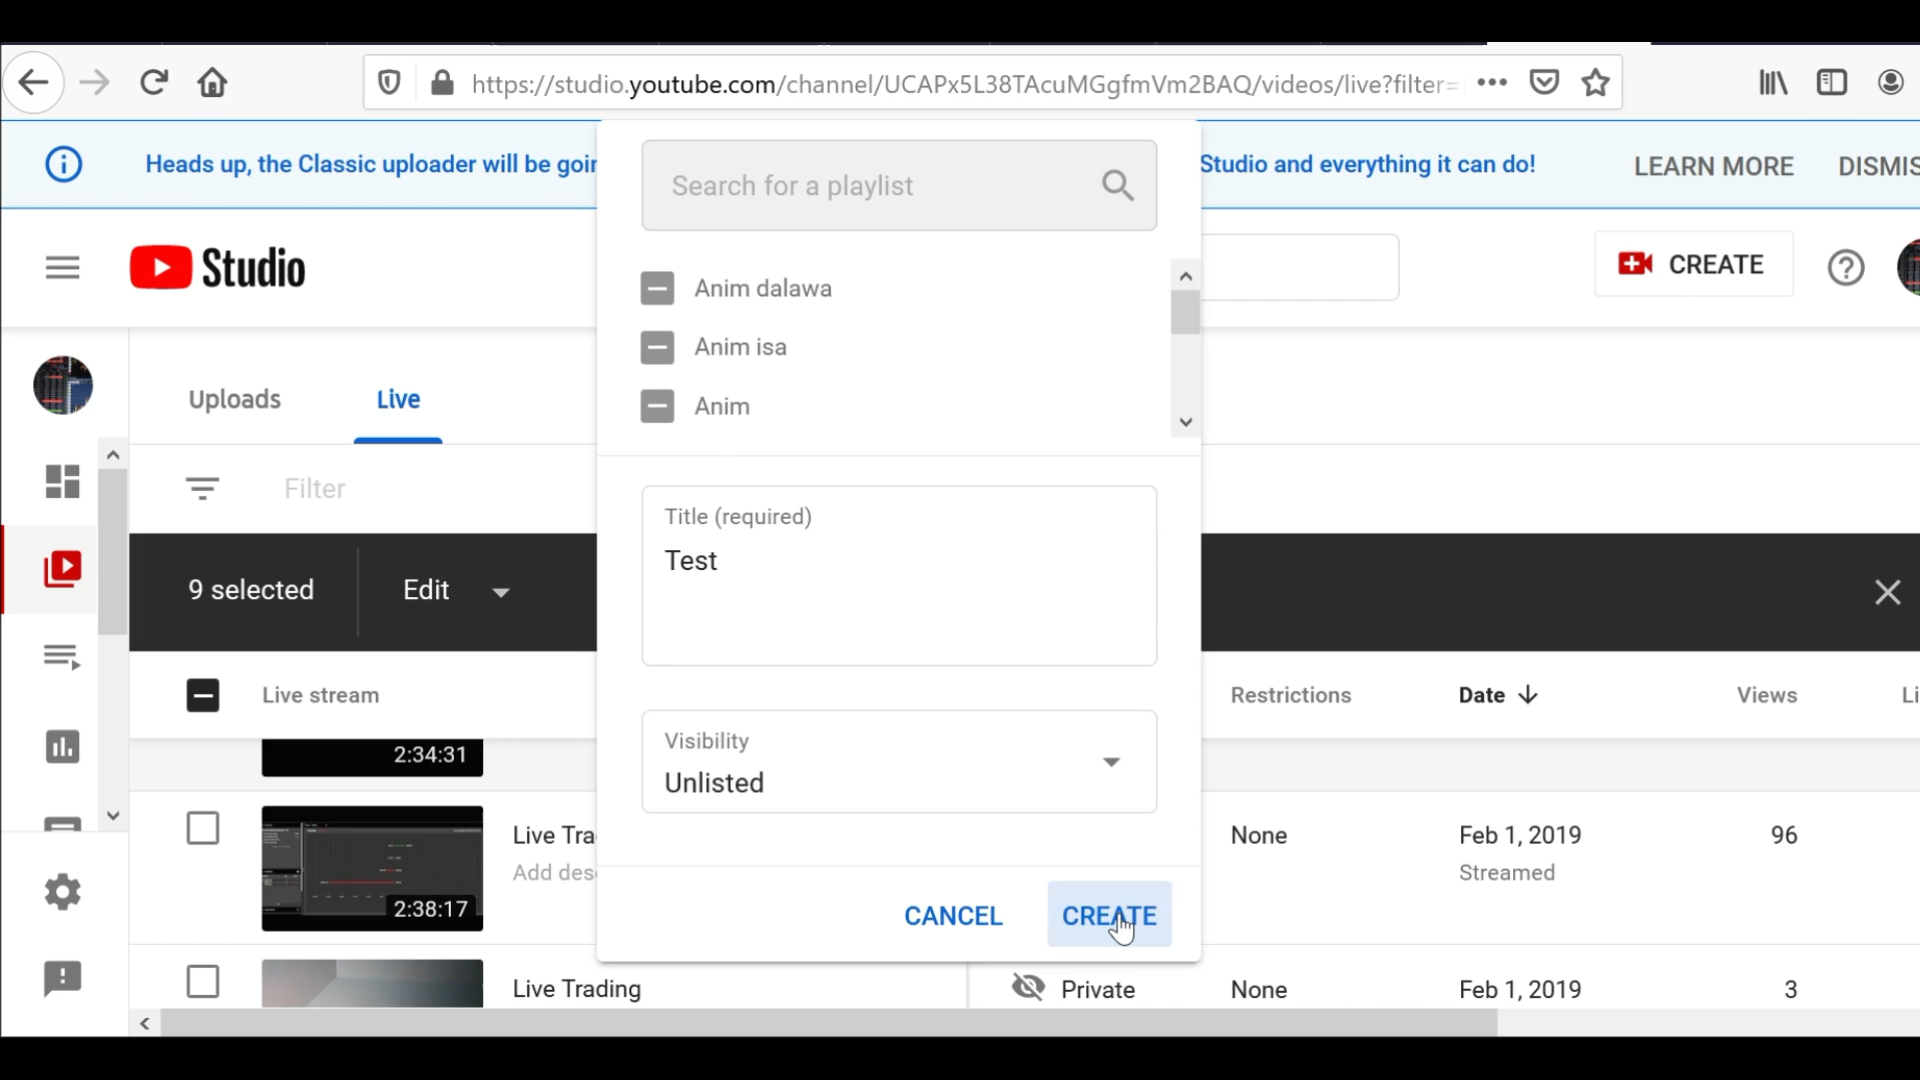 https://studio.youtube.com/channel/UCAPx5L38TAcuMGgfmVm2BAQ/videos/live?filter=
Heads up, the Classic uploader will be goin
Studio and everything it can do!
LEARN MORE
DISMIS
Search for a playlist
Studio
CREATE
Anim dalawa
Anim isa
Anim
Uploads
Live
Filter
Title (required)
Test
9 selected
Edit
Live stream
Restrictions
Date
Views
Li
Visibility
Unlisted
2:34:31
Live Tra
Add des
2:38:17
None
Feb 1, 2019
Streamed
96
CANCEL
CREATE
Live Trading
Private
None
Feb 1, 2019
3